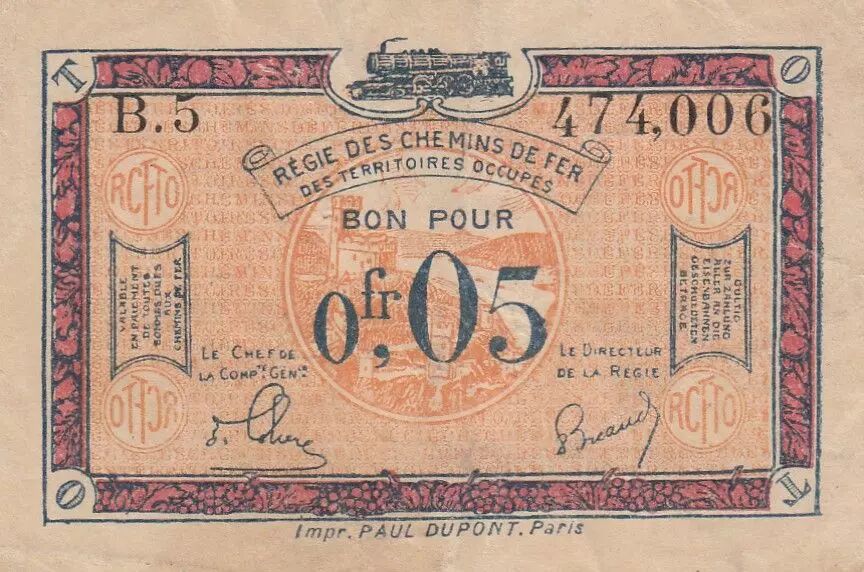 T
O
B.5
474,006
RÉGIE DES CHEMINS DE FER
DES TERRITOIRES OCCUPÉS
RCFTO
RCFTO
BON POUR
0fr,05
VALABLE
EN PAIEMENT
DE TOUTES
SOMMES DUES
AUX
CHEMINS DE FER
GÜLTIG
ZUR ZAHLUNG
ALLER AN DIE
EISENBAHNEN
GESCHULDETEN
BETRÄGE
LE CHEF DE
LA COMPTÉ GÉNLE
LE DIRECTEUR
DE LA RÉGIE
RCFTO
RCFTO
O
T
Impr. PAUL DUPONT. Paris